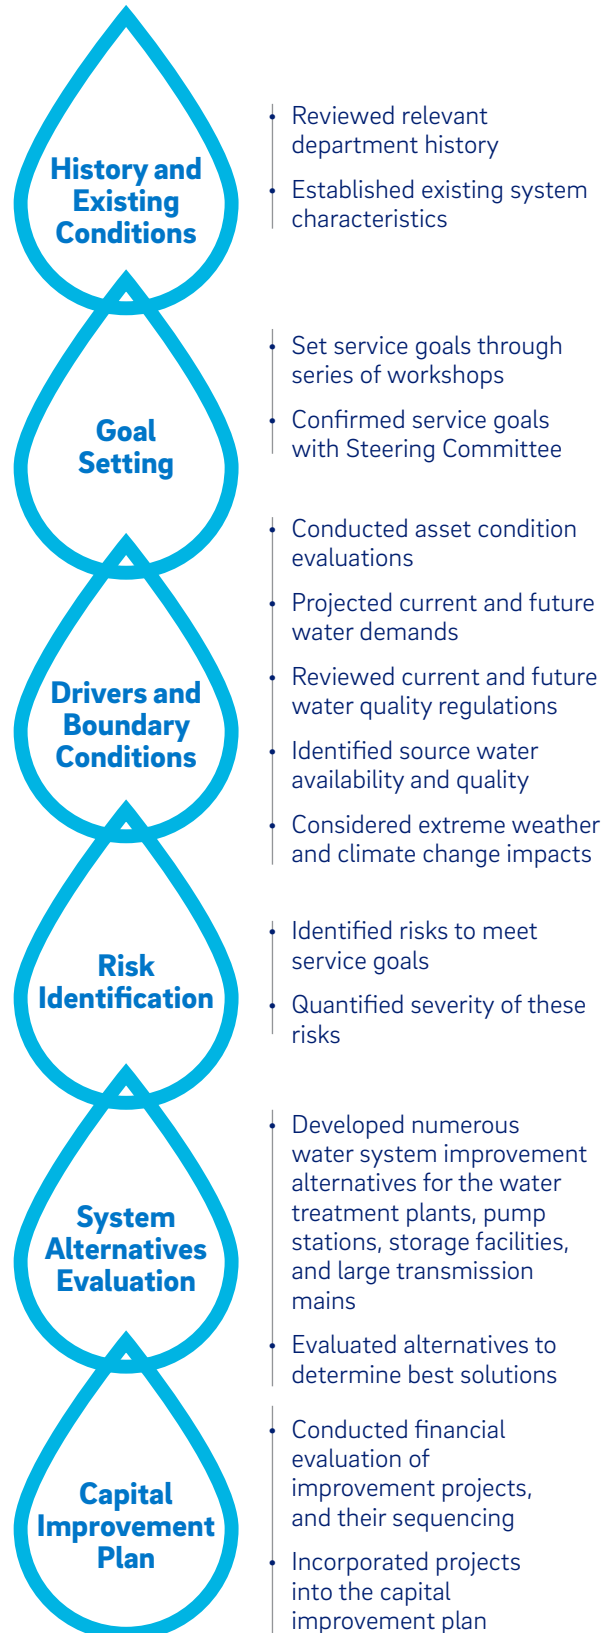 History and
Existing
Conditions
• Reviewed relevant
department history
• Established existing system
characteristics
Goal
Setting
• Set service goals through
series of workshops
• Confirmed service goals
with Steering Committee
Drivers and
Boundary
Conditions
• Conducted asset condition
evaluations
• Projected current and future
water demands
• Reviewed current and future
water quality regulations
• Identified source water
availability and quality
• Considered extreme weather
and climate change impacts
Risk
Identification
• Identified risks to meet
service goals
• Quantified severity of these
risks
System
Alternatives
Evaluation
• Developed numerous
water system improvement
alternatives for the water
treatment plants, pump
stations, storage facilities,
and large transmission
mains
• Evaluated alternatives to
determine best solutions
Capital
Improvement
Plan
• Conducted financial
evaluation of
improvement projects,
and their sequencing
• Incorporated projects
into the capital
improvement plan